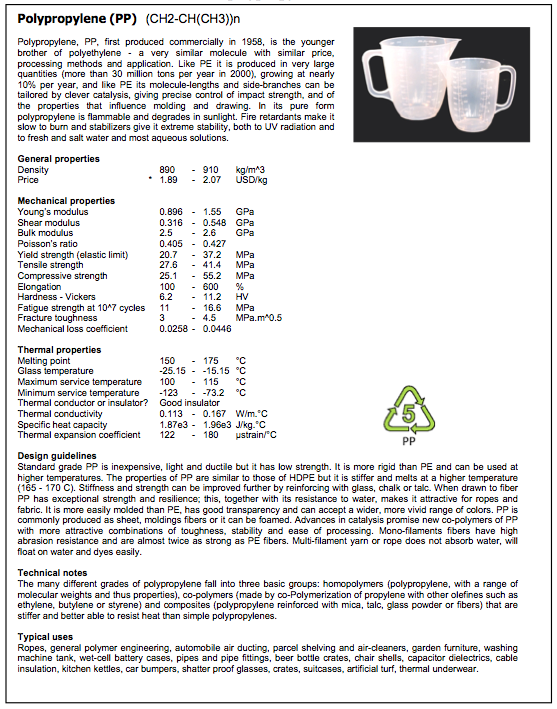 Polypropylene (PP) (CH2-CH(CH3))n
Polypropylene, PP, first produced commercially in 1958, is the younger
brother of polyethylene - a very similar molecule with similar price,
processing methods and application. Like PE it is produced in very large
quantities (more than 30 million tons per year in 2000), growing at nearly
10% per year, and like PE its molecule-lengths and side-branches can be
tailored by clever catalysis, giving precise control of impact strength, and of
the properties that influence molding and drawing. In its pure form
polypropylene is flammable and degrades in sunlight. Fire retardants make it
slow to burn and stabilizers give it extreme stability, both to UV radiation and
to fresh and salt water and most aqueous solutions.
General properties
Density 890 - 910 kg/m^3
Price * 1.89 - 2.07 USD/kg
Mechanical properties
Young's modulus 0.896 - 1.55 GPa
Shear modulus 0.316 - 0.548 GPa
Bulk modulus 2.5 - 2.6 GPa
Poisson's ratio 0.405 - 0.427
Yield strength (elastic limit) 20.7 - 37.2 MPa
Tensile strength 27.6 - 41.4 MPa
Compressive strength 25.1 - 55.2 MPa
Elongation 100 - 600 %
Hardness - Vickers 6.2 - 11.2 HV
Fatigue strength at 10^7 cycles 11 - 16.6 MPa
Fracture toughness 3 - 4.5 MPa.m^0.5
Mechanical loss coefficient 0.0258 - 0.0446
Thermal properties
Melting point 150 - 175 °C
Glass temperature -25.15 - -15.15 °C
Maximum service temperature 100 - 115 °C
Minimum service temperature -123 - -73.2 °C
Thermal conductor or insulator? Good insulator
Thermal conductivity 0.113 - 0.167 W/m.°C
Specific heat capacity 1.87e3 - 1.96e3 J/kg.°C
Thermal expansion coefficient 122 - 180 µstrain/°C
5
PP
Design guidelines
Standard grade PP is inexpensive, light and ductile but it has low strength. It is more rigid than PE and can be used at
higher temperatures. The properties of PP are similar to those of HDPE but it is stiffer and melts at a higher temperature
(165 - 170 C). Stiffness and strength can be improved further by reinforcing with glass, chalk or talc. When drawn to fiber
PP has exceptional strength and resilience; this, together with its resistance to water, makes it attractive for ropes and
fabric. It is more easily molded than PE, has good transparency and can accept a wider, more vivid range of colors. PP is
commonly produced as sheet, moldings fibers or it can be foamed. Advances in catalysis promise new co-polymers of PP
with more attractive combinations of toughness, stability and ease of processing. Mono-filaments fibers have high
abrasion resistance and are almost twice as strong as PE fibers. Multi-filament yarn or rope does not absorb water, will
float on water and dyes easily.
Technical notes
The many different grades of polypropylene fall into three basic groups: homopolymers (polypropylene, with a range of
molecular weights and thus properties), co-polymers (made by co-Polymerization of propylene with other olefines such as
ethylene, butylene or styrene) and composites (polypropylene reinforced with mica, talc, glass powder or fibers) that are
stiffer and better able to resist heat than simple polypropylenes.
Typical uses
Ropes, general polymer engineering, automobile air ducting, parcel shelving and air-cleaners, garden furniture, washing
machine tank, wet-cell battery cases, pipes and pipe fittings, beer bottle crates, chair shells, capacitor dielectrics, cable
insulation, kitchen kettles, car bumpers, shatter proof glasses, crates, suitcases, artificial turf, thermal underwear.